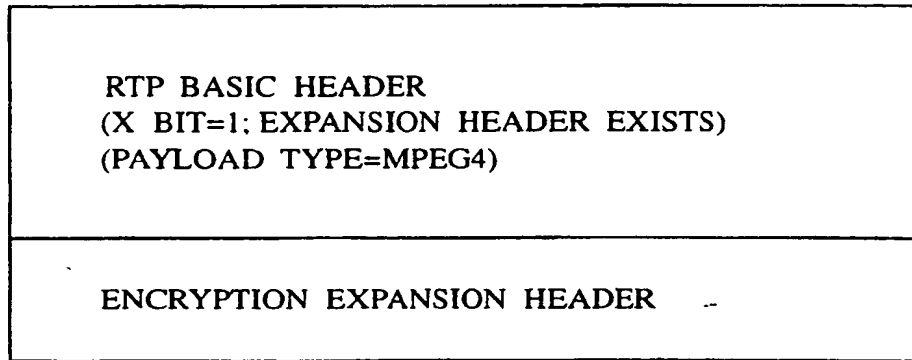 RTP BASIC HEADER
(X BIT=1; EXPANSION HEADER EXISTS)
(PAYLOAD TYPE=MPEG4)
ENCRYPTION EXPANSION HEADER